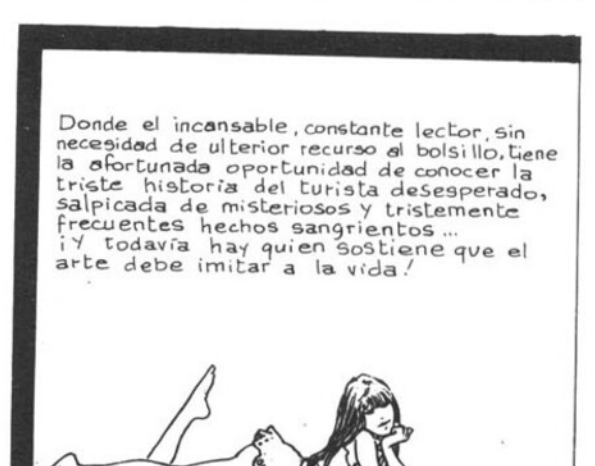 Donde el incansable, constante lector, sin
necesidad de ulterior recurso al bolsillo, tiene
la afortunada oportunidad de conocer la
triste historia del turista desesperado,
salpicada de misteriosos y tristemente
frecuentes hechos sangrientos...
¡Y todavía hay quien sostiene que el
arte debe imitar a la vida!